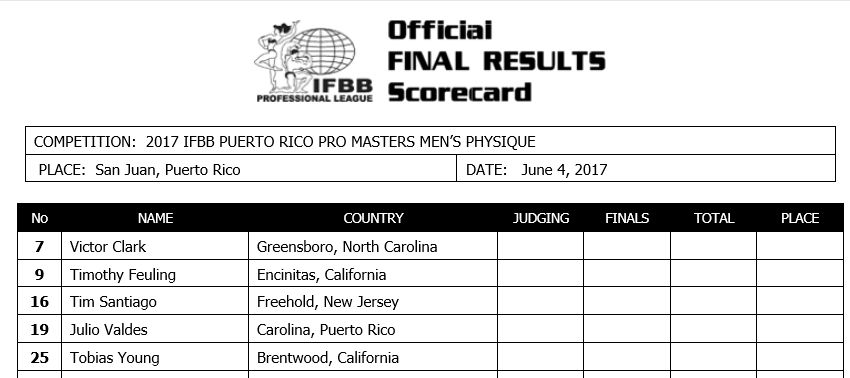 Official
FINAL RESULTS
Scorecard
IFBB
PROFESSIONAL LEAGUE
COMPETITION: 2017 IFBB PUERTO RICO PRO MASTERS MEN’S PHYSIQUE
PLACE: San Juan, Puerto Rico DATE: June 4, 2017
No NAME COUNTRY JUDGING FINALS TOTAL PLACE
7 Victor Clark Greensboro, North Carolina
9 Timothy Feuling Encinitas, California
16 Tim Santiago Freehold, New Jersey
19 Julio Valdes Carolina, Puerto Rico
25 Tobias Young Brentwood, California